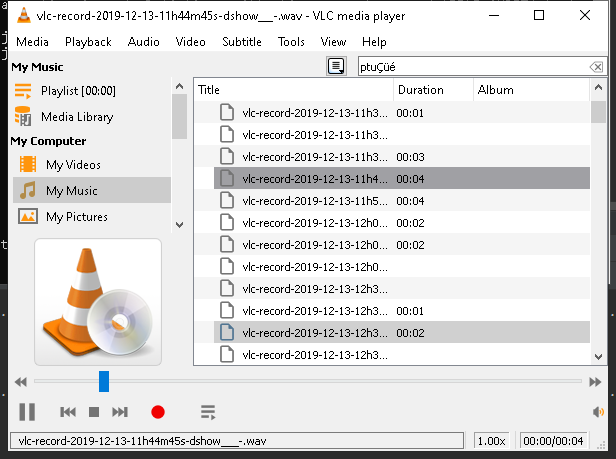 vlc-record-2019-12-13-11h44m45s-dshow___-.wav - VLC media player
Media Playback Audio Video Subtitle Tools View Help
My Music
ptuÇüé
Playlist [00:00]
Media Library
My Computer
My Videos
My Music
My Pictures
Title Duration Album
vlc-record-2019-12-13-11h3... 00:01
vlc-record-2019-12-13-11h3...
vlc-record-2019-12-13-11h3... 00:03
vlc-record-2019-12-13-11h4... 00:04
vlc-record-2019-12-13-11h5... 00:04
vlc-record-2019-12-13-12h0... 00:02
vlc-record-2019-12-13-12h0... 00:02
vlc-record-2019-12-13-12h0...
vlc-record-2019-12-13-12h3...
vlc-record-2019-12-13-12h3... 00:01
vlc-record-2019-12-13-12h3... 00:02
vlc-record-2019-12-13-12h3...
vlc-record-2019-12-13-11h44m45s-dshow___-.wav
1.00x
00:00/00:04